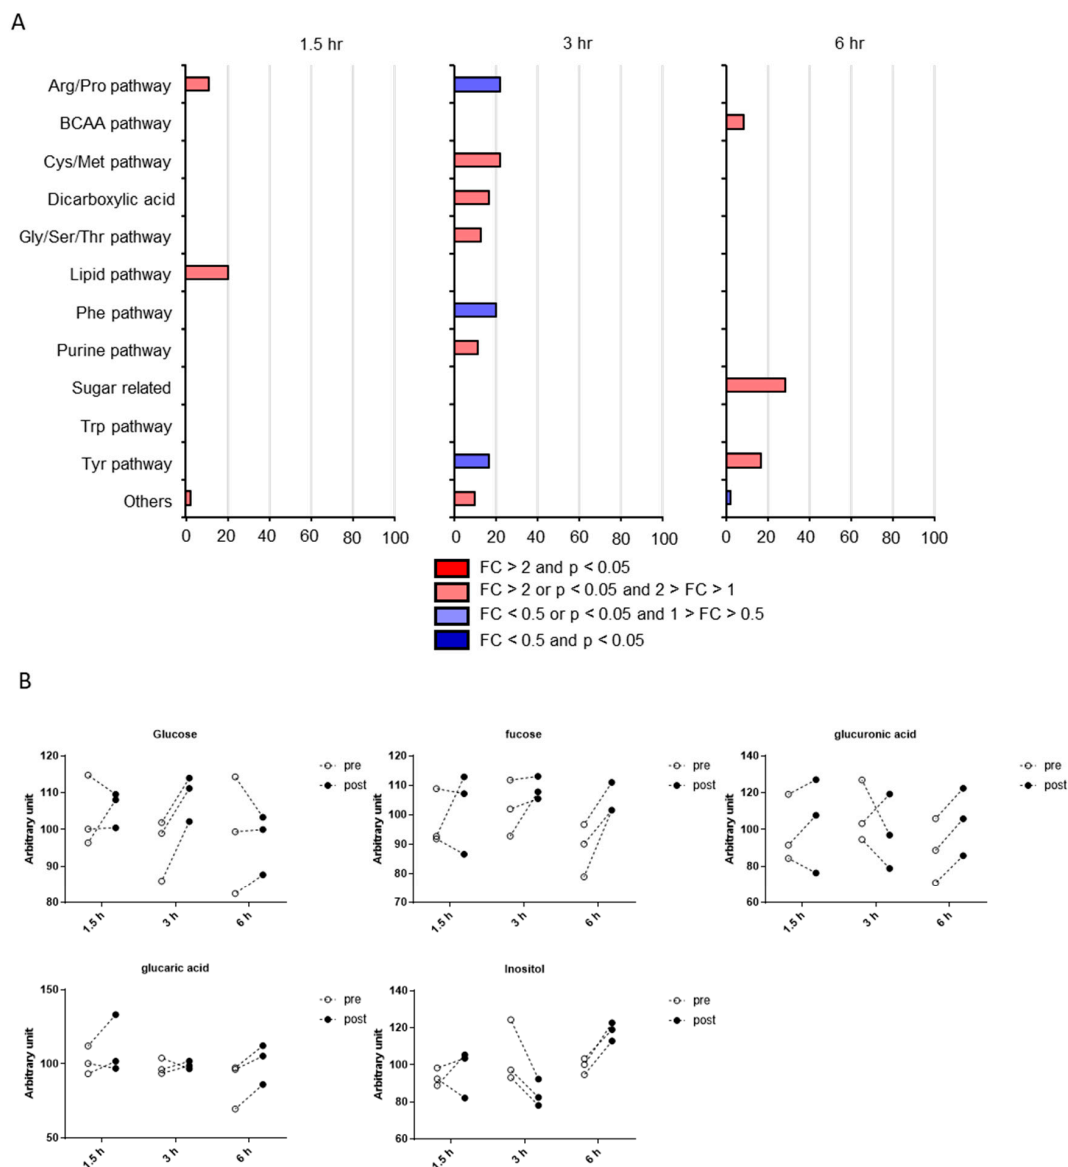 A
1.5 hr
3 hr
6 hr
Arg/Pro pathway
BCAA pathway
Cys/Met pathway
Dicarboxylic acid
Gly/Ser/Thr pathway
Lipid pathway
Phe pathway
Purine pathway
Sugar related
Trp pathway
Tyr pathway
Others
0 20 40 60 80 100
0 20 40 60 80 100
0 20 40 60 80 100
FC > 2 and p < 0.05
FC > 2 or p < 0.05 and 2 > FC > 1
FC < 0.5 or p < 0.05 and 1 > FC > 0.5
FC < 0.5 and p < 0.05
B
Glucose
Arbitrary unit
120
110
100
90
80
1.5 h
3 h
6 h
pre
post
fucose
Arbitrary unit
120
110
100
90
80
70
1.5 h
3 h
6 h
pre
post
glucuronic acid
Arbitrary unit
140
120
100
80
60
1.5 h
3 h
6 h
pre
post
glucaric acid
Arbitrary unit
150
100
50
1.5 h
3 h
6 h
pre
post
Inositol
Arbitrary unit
140
120
100
80
60
1.5 h
3 h
6 h
pre
post